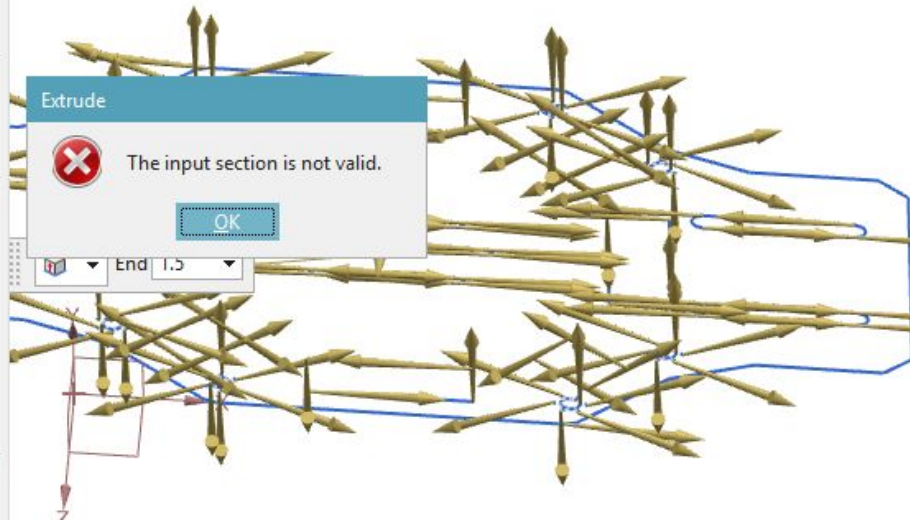 Extrude
The input section is not valid.
OK
End 1.5
Y
X
Z